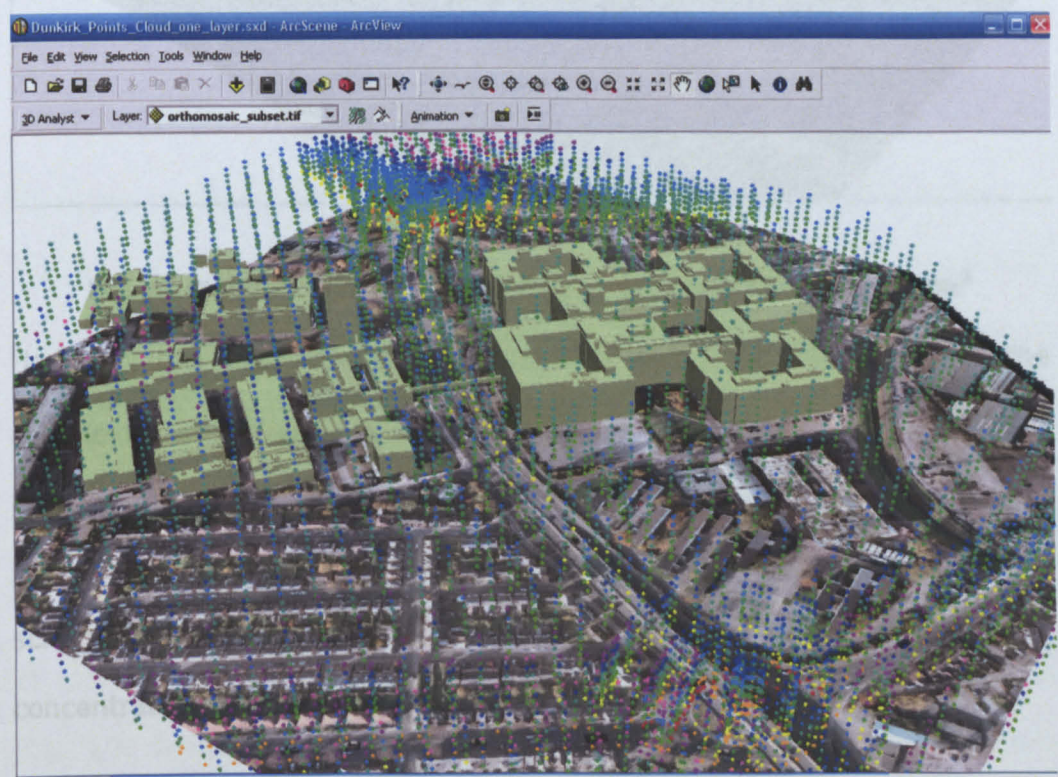 Dunkirk_Points_Cloud_one_layer.sxd - ArcScene - ArcView
File Edit View Selection Tools Window Help
3D Analyst Layer: orthomosaic_subset.tif Animation